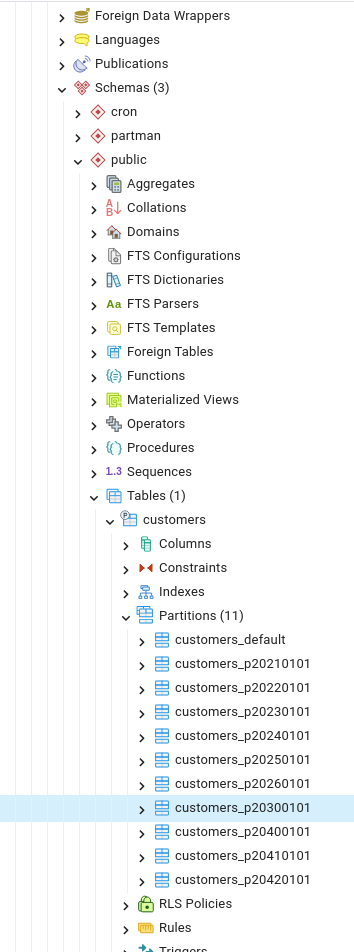 Foreign Data Wrappers
Languages
Publications
Schemas (3)
cron
partman
public
Aggregates
Collations
Domains
FTS Configurations
FTS Dictionaries
Aa FTS Parsers
FTS Templates
Foreign Tables
Functions
Materialized Views
Operators
Procedures
1..3 Sequences
Tables (1)
customers
Columns
Constraints
Indexes
Partitions (11)
customers_default
customers_p20210101
customers_p20220101
customers_p20230101
customers_p20240101
customers_p20250101
customers_p20260101
customers_p20300101
customers_p20400101
customers_p20410101
customers_p20420101
RLS Policies
Rules
Triggers